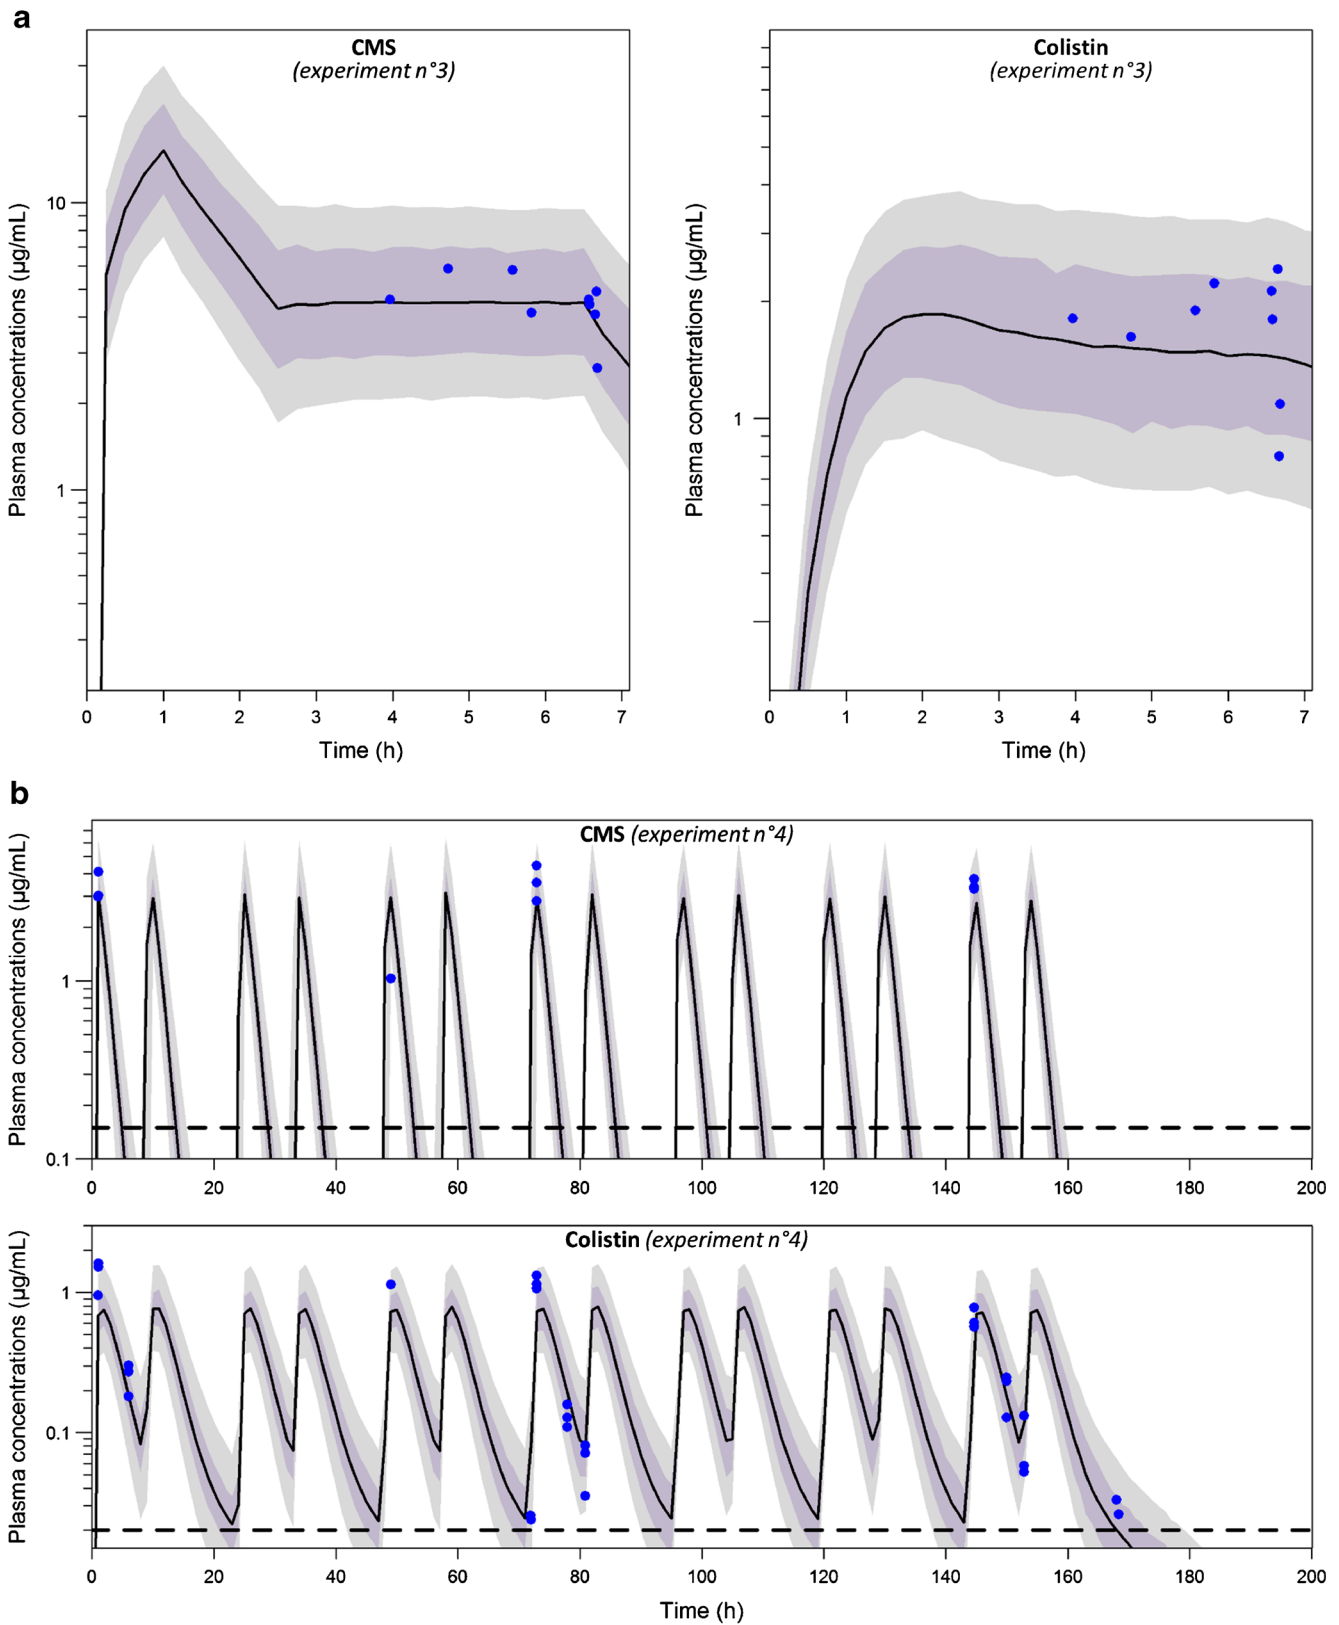 a
CMS
(experiment n°3)
Plasma concentrations (µg/mL)
10
1
0 1 2 3 4 5 6 7
Time (h)
Colistin
(experiment n°3)
Plasma concentrations (µg/mL)
1
0 1 2 3 4 5 6 7
Time (h)
b
CMS (experiment n°4)
Plasma concentrations (µg/mL)
1
0.1
0 20 40 60 80 100 120 140 160 180 200
Colistin (experiment n°4)
Plasma concentrations (µg/mL)
1
0.1
0 20 40 60 80 100 120 140 160 180 200
Time (h)